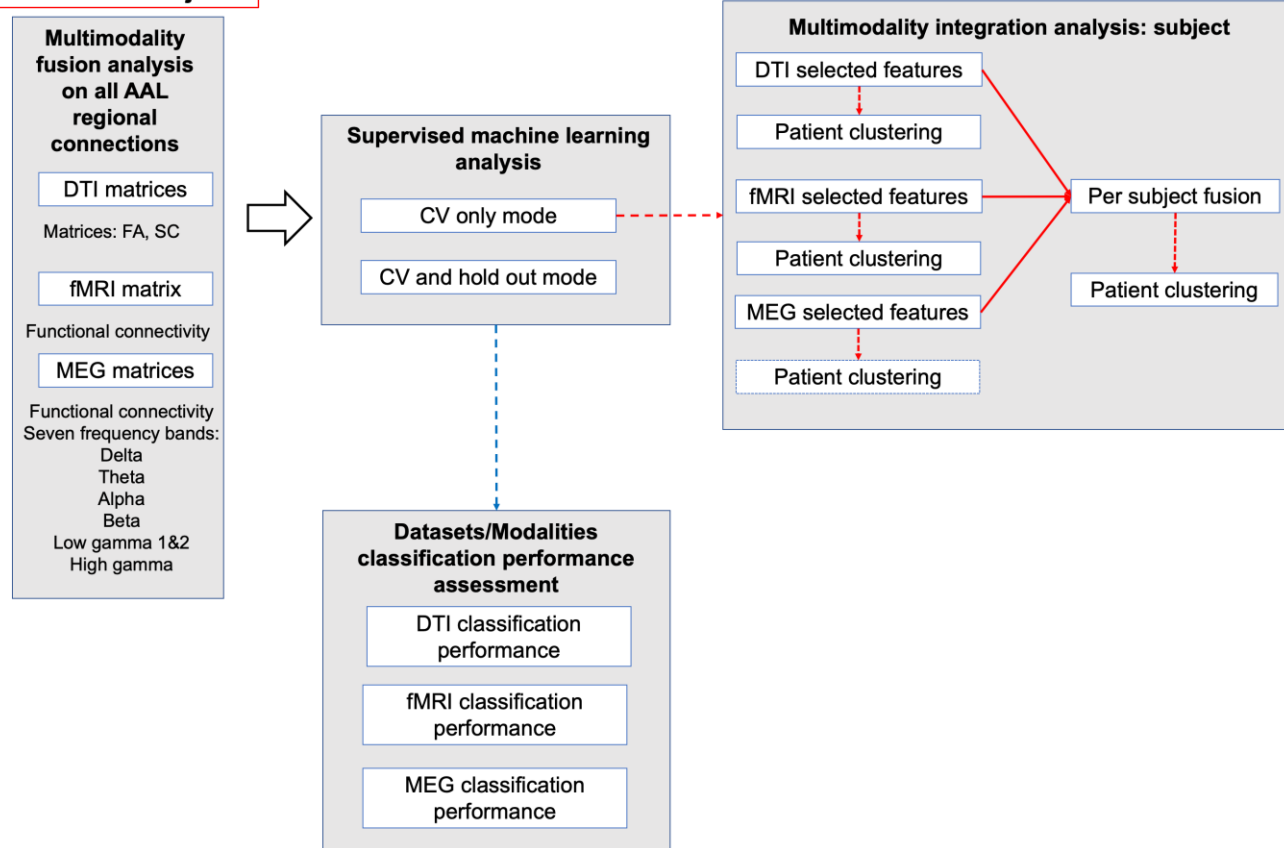 Multimodality
fusion analysis
on all AAL
regional
connections
DTI matrices
Matrices: FA, SC
fMRI matrix
Functional connectivity
MEG matrices
Functional connectivity
Seven frequency bands:
Delta
Theta
Alpha
Beta
Low gamma 1&2
High gamma
Supervised machine learning
analysis
CV only mode
CV and hold out mode
Datasets/Modalities
classification performance
assessment
DTI classification
performance
fMRI classification
performance
MEG classification
performance
Multimodality integration analysis: subject
DTI selected features
Patient clustering
fMRI selected features
Patient clustering
MEG selected features
Patient clustering
Per subject fusion
Patient clustering